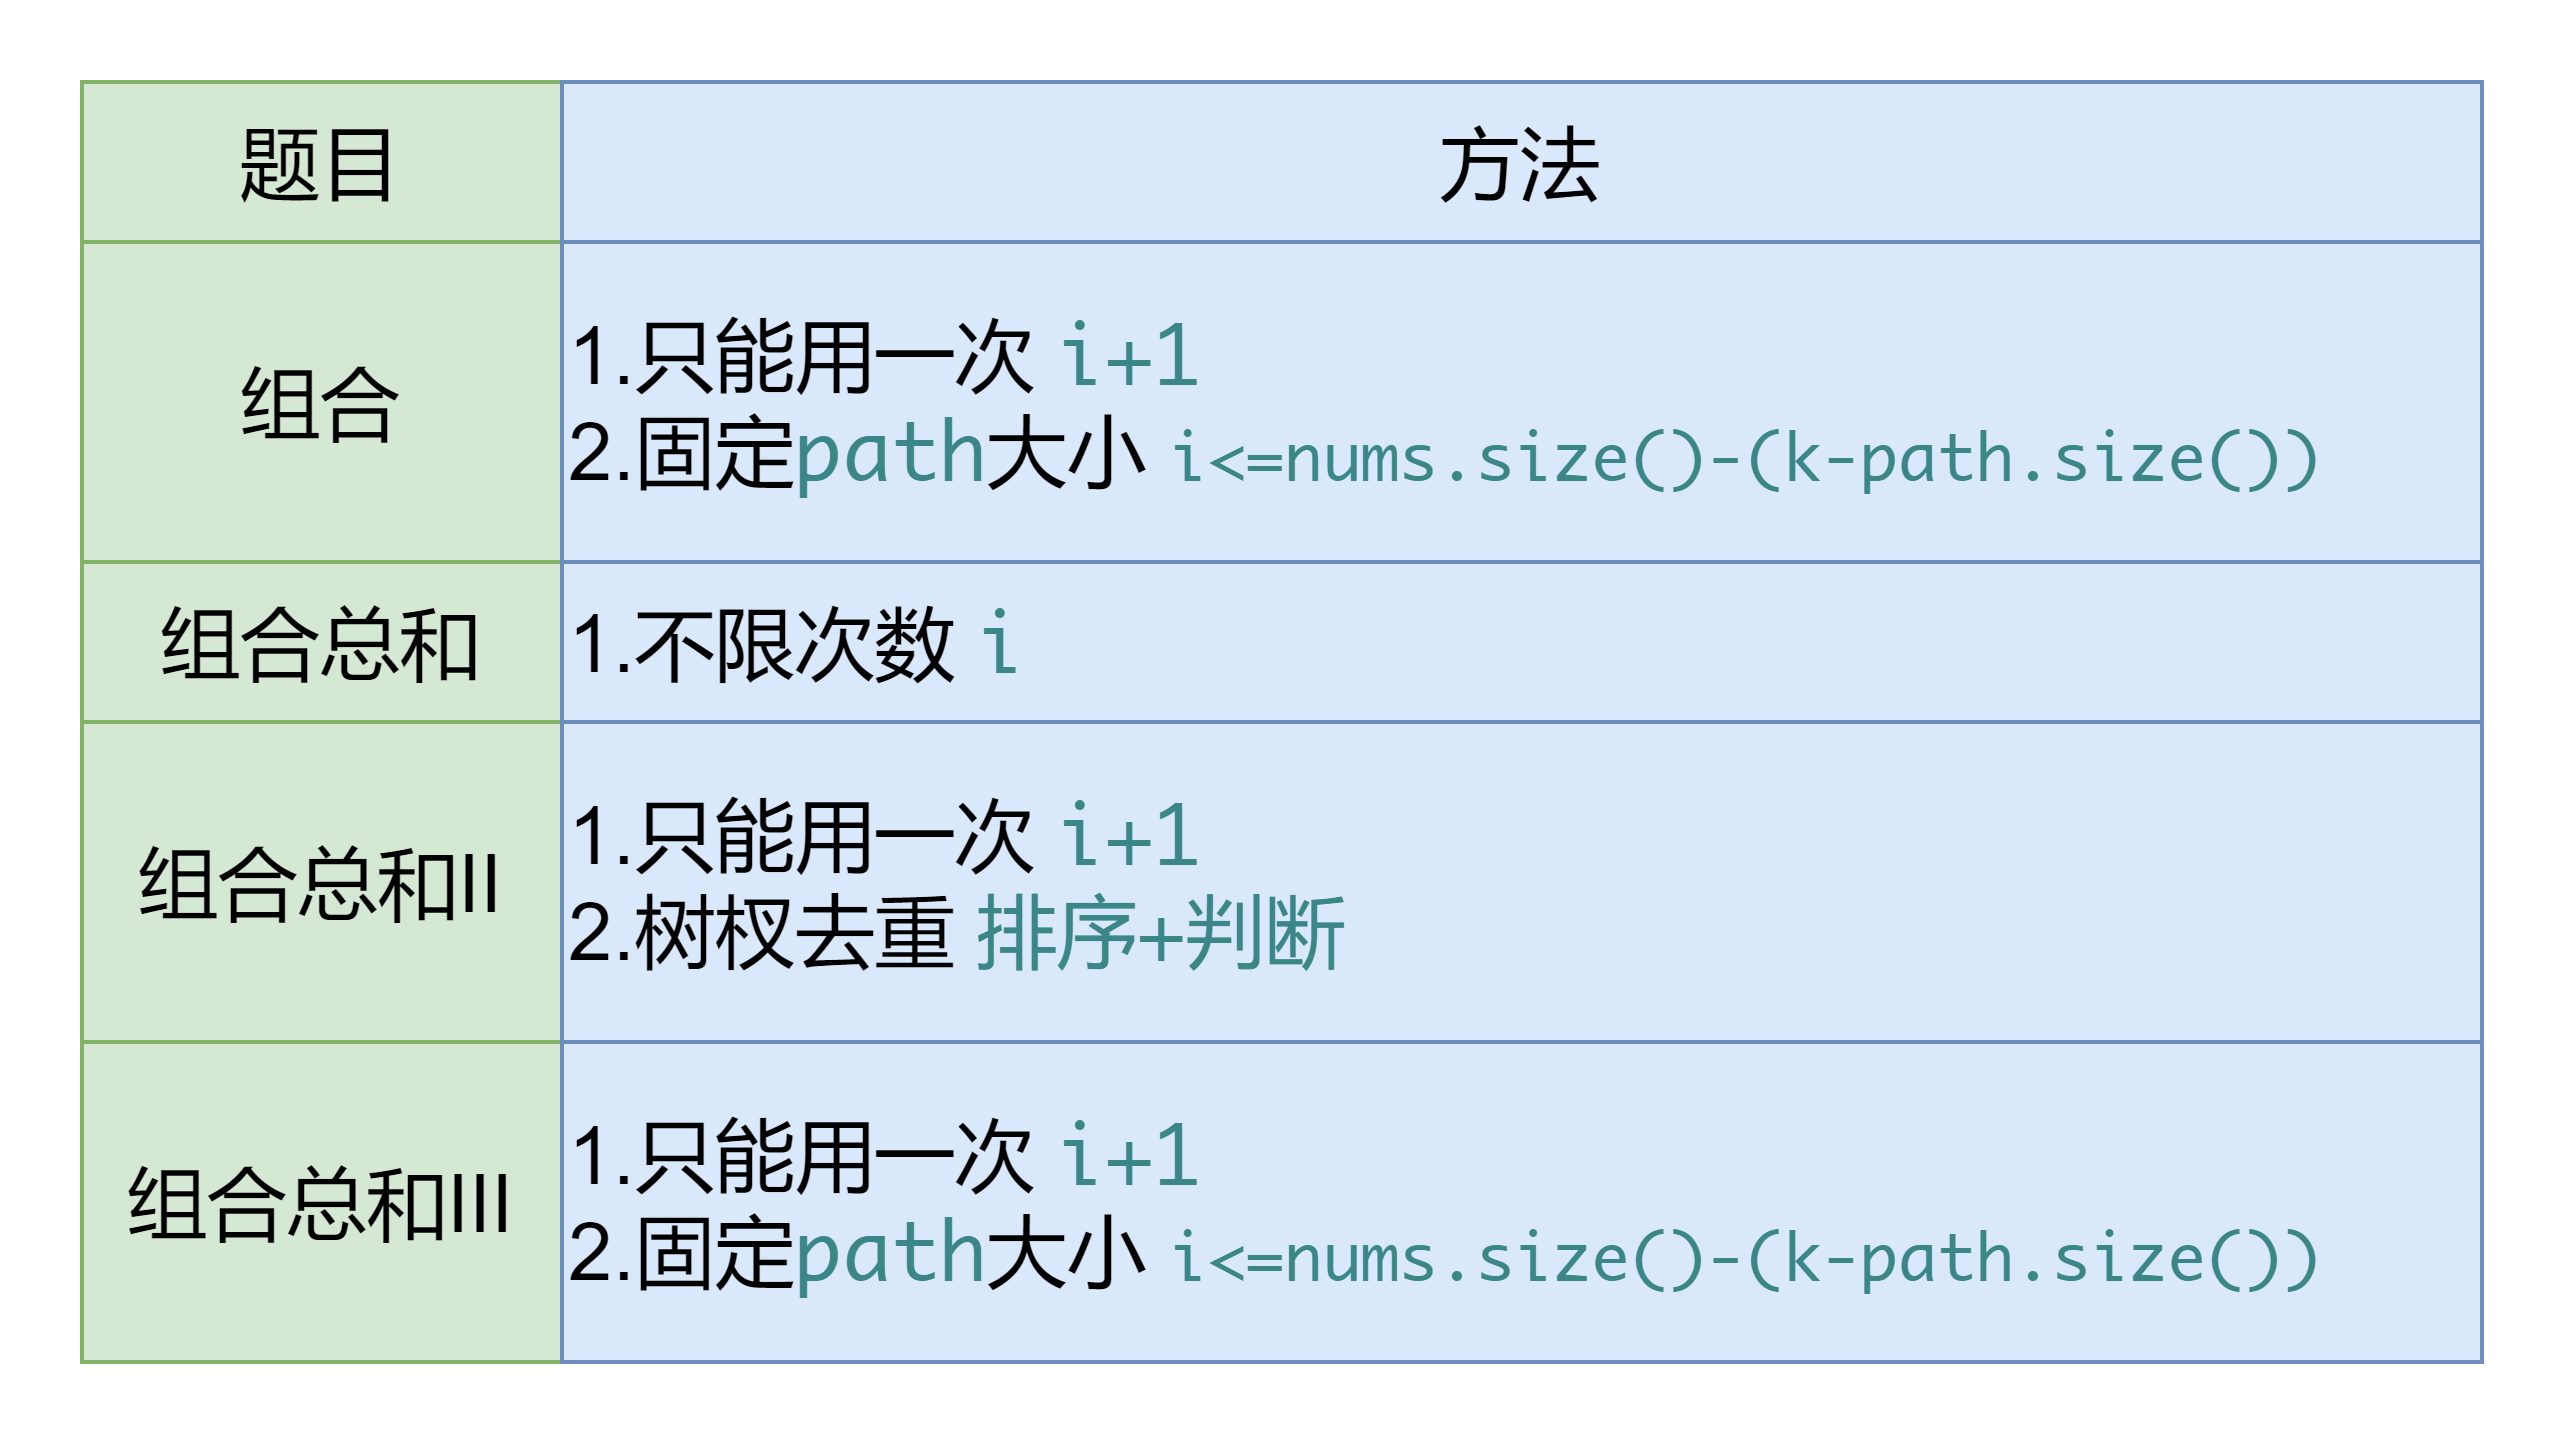 题目
方法
组合
1.只能用一次 i+1
2.固定path大小 i<=nums.size()-(k-path.size())
组合总和
1.不限次数 i
组合总和II
1.只能用一次 i+1
2.树杈去重 排序+判断
组合总和III
1.只能用一次 i+1
2.固定path大小 i<=nums.size()-(k-path.size())